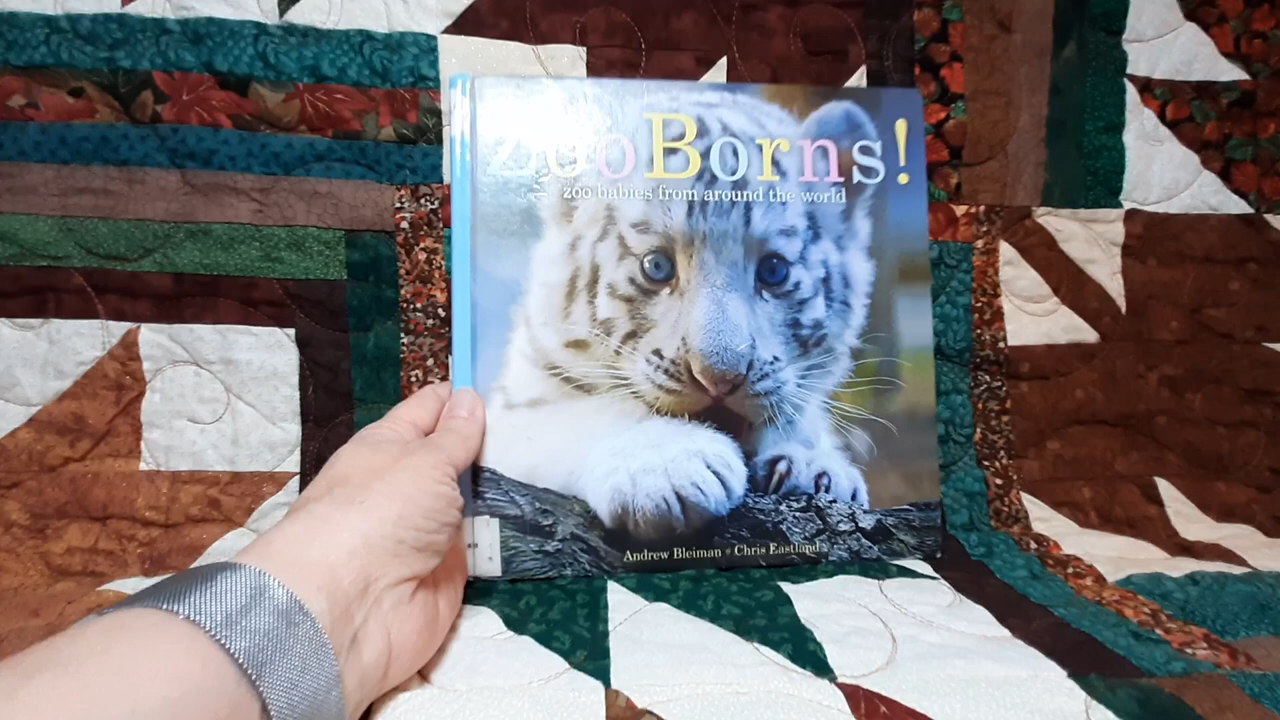 ZooBorns!
zoo babies from around the world
Andrew Bleiman Chris Eastland